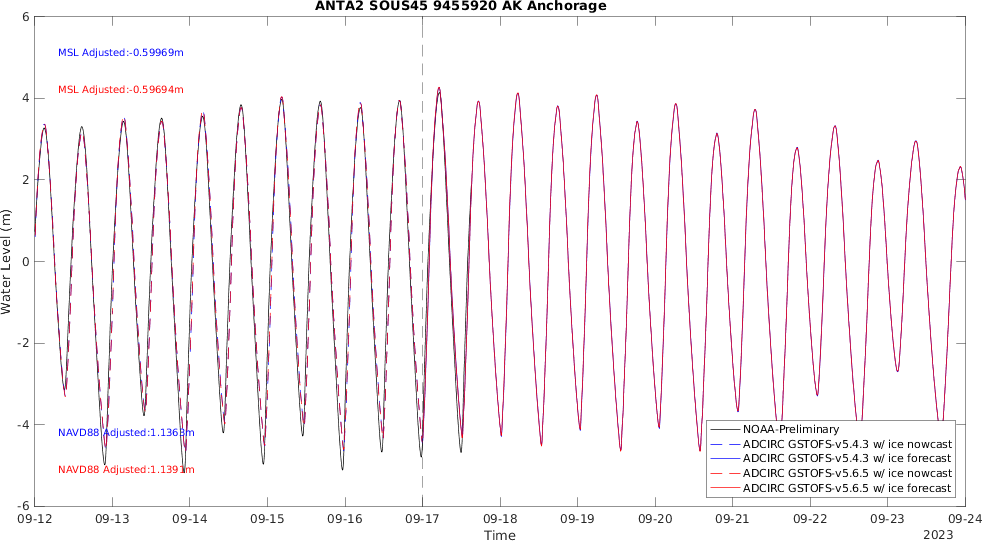 ANTA2 SOUS45 9455920 AK Anchorage
6
MSL Adjusted:-0.59969m
4
MSL Adjusted:-0.59694m
2
Water Level (m)
0
-2
-4
NAVD88 Adjusted:1.1363m
NAVD88 Adjusted:1.1391m
-6
NOAA-Preliminary
ADCIRC GSTOFS-v5.4.3 w/ ice nowcast
ADCIRC GSTOFS-v5.4.3 w/ ice forecast
ADCIRC GSTOFS-v5.6.5 w/ ice nowcast
ADCIRC GSTOFS-v5.6.5 w/ ice forecast
09-12 09-13 09-14 09-15 09-16 09-17 09-18 09-19 09-20 09-21 09-22 09-23 09-24
Time
2023